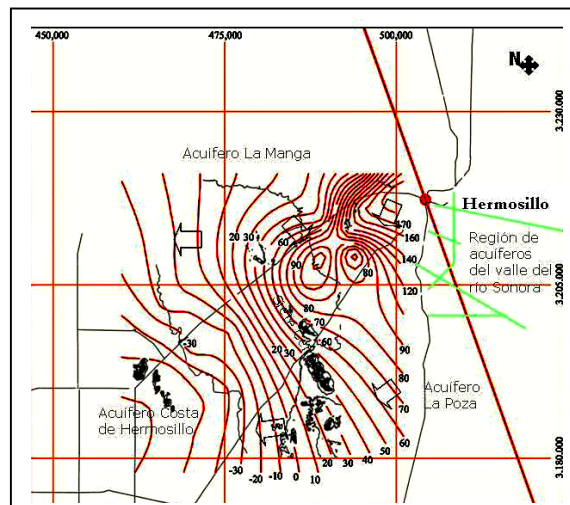 450,000
475,000
500,000
N
3,230,000
Acuífero La Manga
Hermosillo
170
160
20 30
60
140
Región de
acuíferos
del valle del
río Sonora
90
80
120
3,205,000
80
70
-30
60
20 30
90
80
Acuífero
La Poza
70
Acuífero Costa
de Hermosillo
60
50
40
30
20
-30
10
-20
0
-10
3,180,000